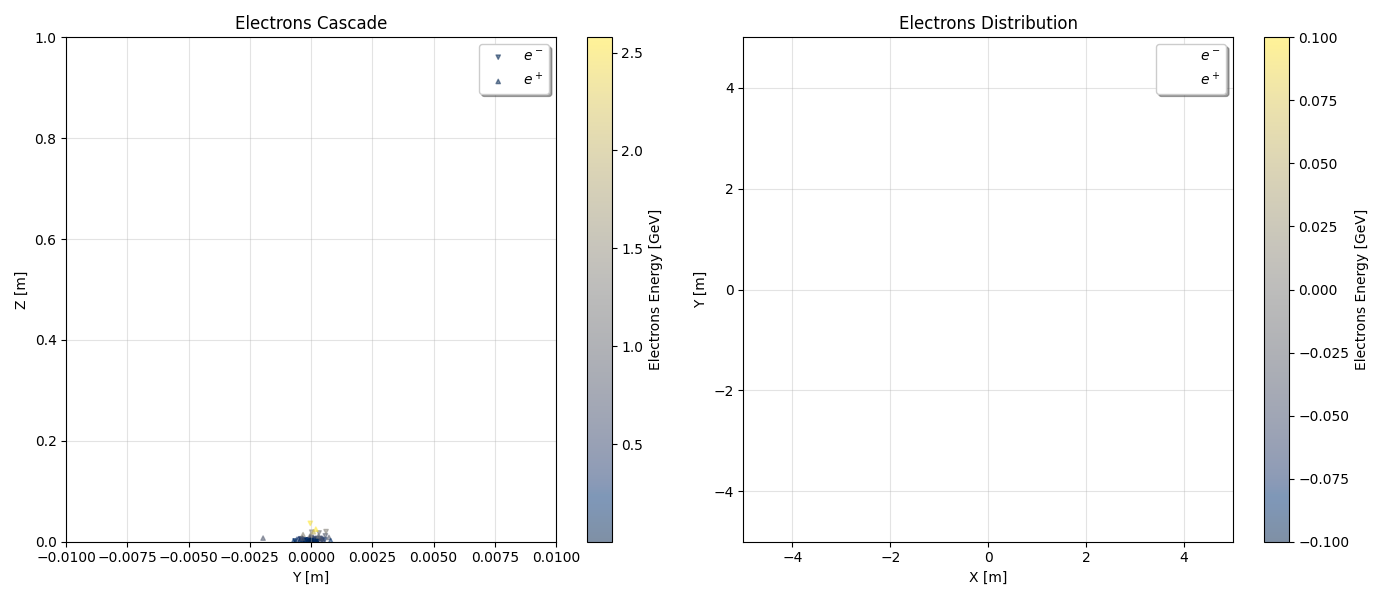 Electrons Cascade
1.0
0.8
0.6
0.4
0.2
0.0
Z [m]
e⁻
e⁺
−0.0100 −0.0075 −0.0050 −0.0025 0.0000 0.0025 0.0050 0.0075 0.0100
Y [m]
2.5
2.0
1.5
1.0
0.5
Electrons Energy [GeV]
Electrons Distribution
4
2
0
−2
−4
Y [m]
e⁻
e⁺
−4 −2 0 2 4
X [m]
0.100
0.075
0.050
0.025
0.000
−0.025
−0.050
−0.075
−0.100
Electrons Energy [GeV]